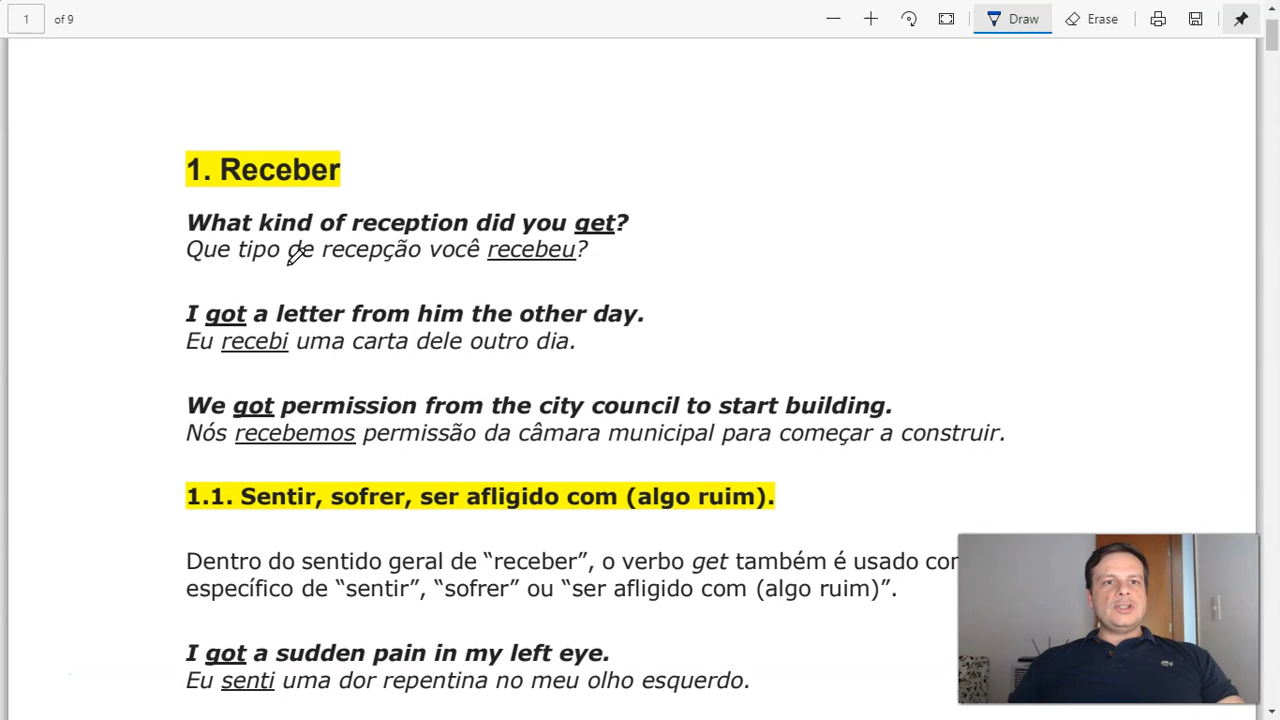 1
of 9
Draw
Erase
1. Receber
What kind of reception did you get?
Que tipo de recepção você recebeu?
I got a letter from him the other day.
Eu recebi uma carta dele outro dia.
We got permission from the city council to start building.
Nós recebemos permissão da câmara municipal para começar a construir.
1.1. Sentir, sofrer, ser afligido com (algo ruim).
Dentro do sentido geral de “receber”, o verbo get também é usado
específico de “sentir”, “sofrer” ou “ser afligido com (algo ruim)”.
I got a sudden pain in my left eye.
Eu senti uma dor repentina no meu olho esquerdo.